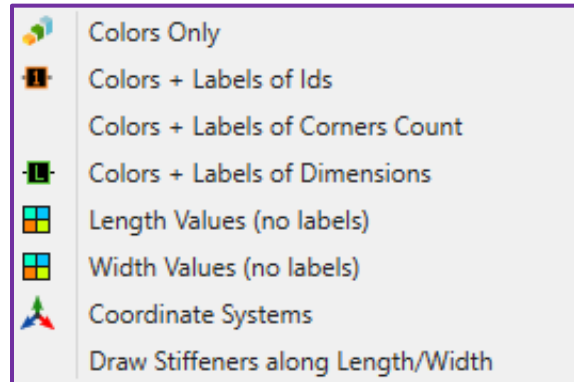 Colors Only
1 Colors + Labels of Ids
Colors + Labels of Corners Count
L Colors + Labels of Dimensions
Length Values (no labels)
Width Values (no labels)
Coordinate Systems
Draw Stiffeners along Length/Width